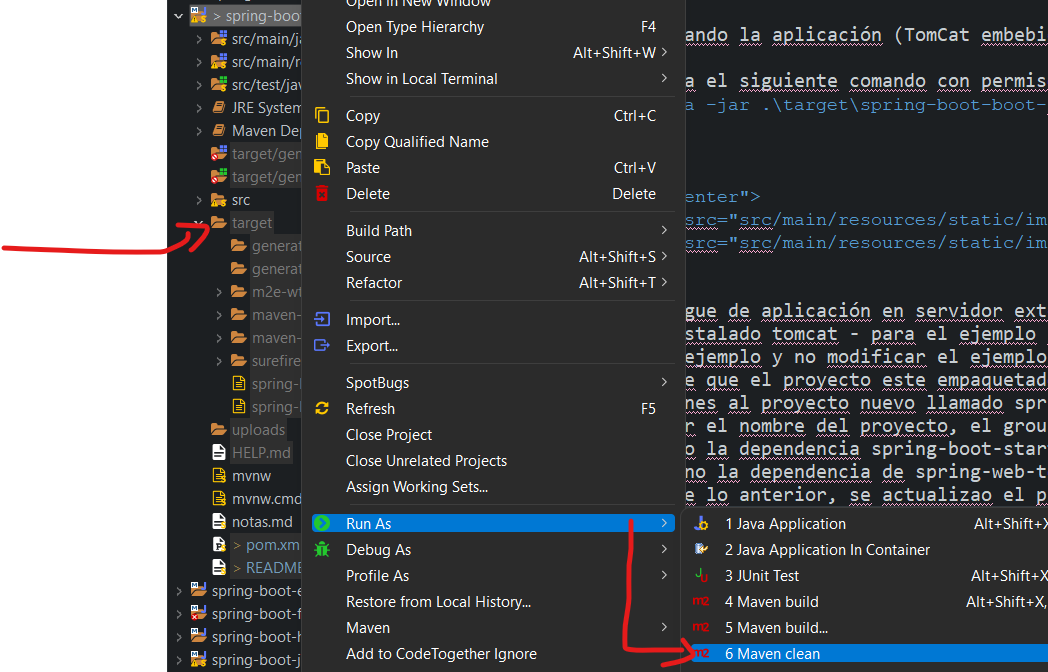 > spring-boo
src/main/ja
src/main/r
src/test/jav
JRE System
Maven Dep
target/gen
target/gen
src
target
generat
generat
m2e-wt
maven-
maven-
surefire
spring-
spring-
uploads
HELP.md
mvnw
mvnw.cmd
notas.md
> pom.xm
> README
spring-boot-e
spring-boot-f
spring-boot-h
spring-boot-j
Open in New Window
Open Type Hierarchy F4
Show In Alt+Shift+W >
Show in Local Terminal >
Copy Ctrl+C
Copy Qualified Name
Paste Ctrl+V
Delete Delete
Build Path >
Source Alt+Shift+S >
Refactor Alt+Shift+T >
Import...
Export...
SpotBugs >
Refresh F5
Close Project
Close Unrelated Projects
Assign Working Sets...
Run As >
Debug As >
Profile As >
Restore from Local History...
Maven >
Add to CodeTogether Ignore
1 Java Application Alt+Shift+X
2 Java Application In Container
3 JUnit Test Alt+Shift+X
4 Maven build Alt+Shift+X,
5 Maven build...
6 Maven clean
ando la aplicación (TomCat embebi
a el siguiente comando con permis
a -jar .\target\spring-boot-boot-
enter">
src="src/main/resources/static/im
src="src/main/resources/static/im
gue de aplicación en servidor ext
stalado tomcat - para el ejemplo
ejemplo y no modificar el ejemplo
e que el proyecto este empaquetad
nes al proyecto nuevo llamado spr
r el nombre del proyecto, el grou
o la dependencia spring-boot-star
no la dependencia de spring-web-t
e lo anterior, se actualizao el p